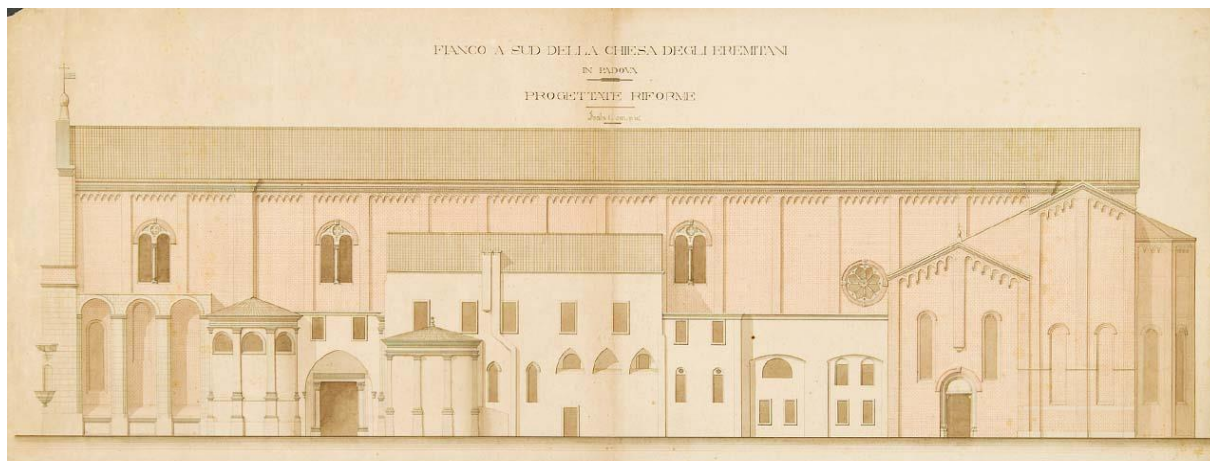 FIANCO A SUD DELLA CHIESA DEGLI EREMITANI
IN PADOVA
PROGETTATE RIFORME